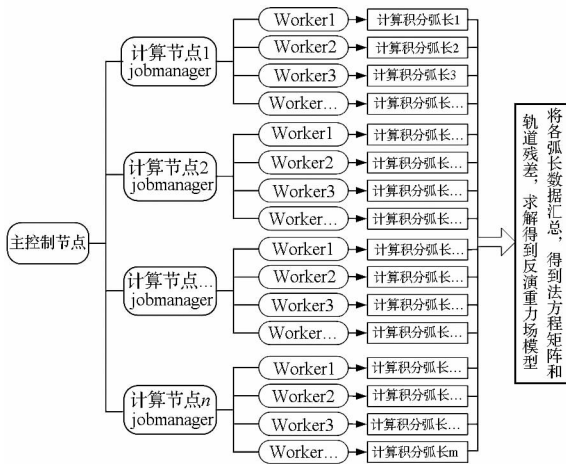 主控制节点
计算节点1
jobmanager
Worker1
计算积分弧长1
Worker2
计算积分弧长2
Worker3
计算积分弧长3
Worker…
计算积分弧长…
计算节点2
jobmanager
Worker1
计算积分弧长…
Worker2
计算积分弧长…
Worker3
计算积分弧长…
Worker…
计算积分弧长…
计算节点…
jobmanager
Worker1
计算积分弧长…
Worker2
计算积分弧长…
Worker3
计算积分弧长…
Worker…
计算积分弧长…
计算节点n
jobmanager
Worker1
计算积分弧长…
Worker2
计算积分弧长…
Worker3
计算积分弧长…
Worker…
计算积分弧长m
将各弧长数据汇总，得到法方程矩阵和
轨道残差，求解得到反演重力场模型